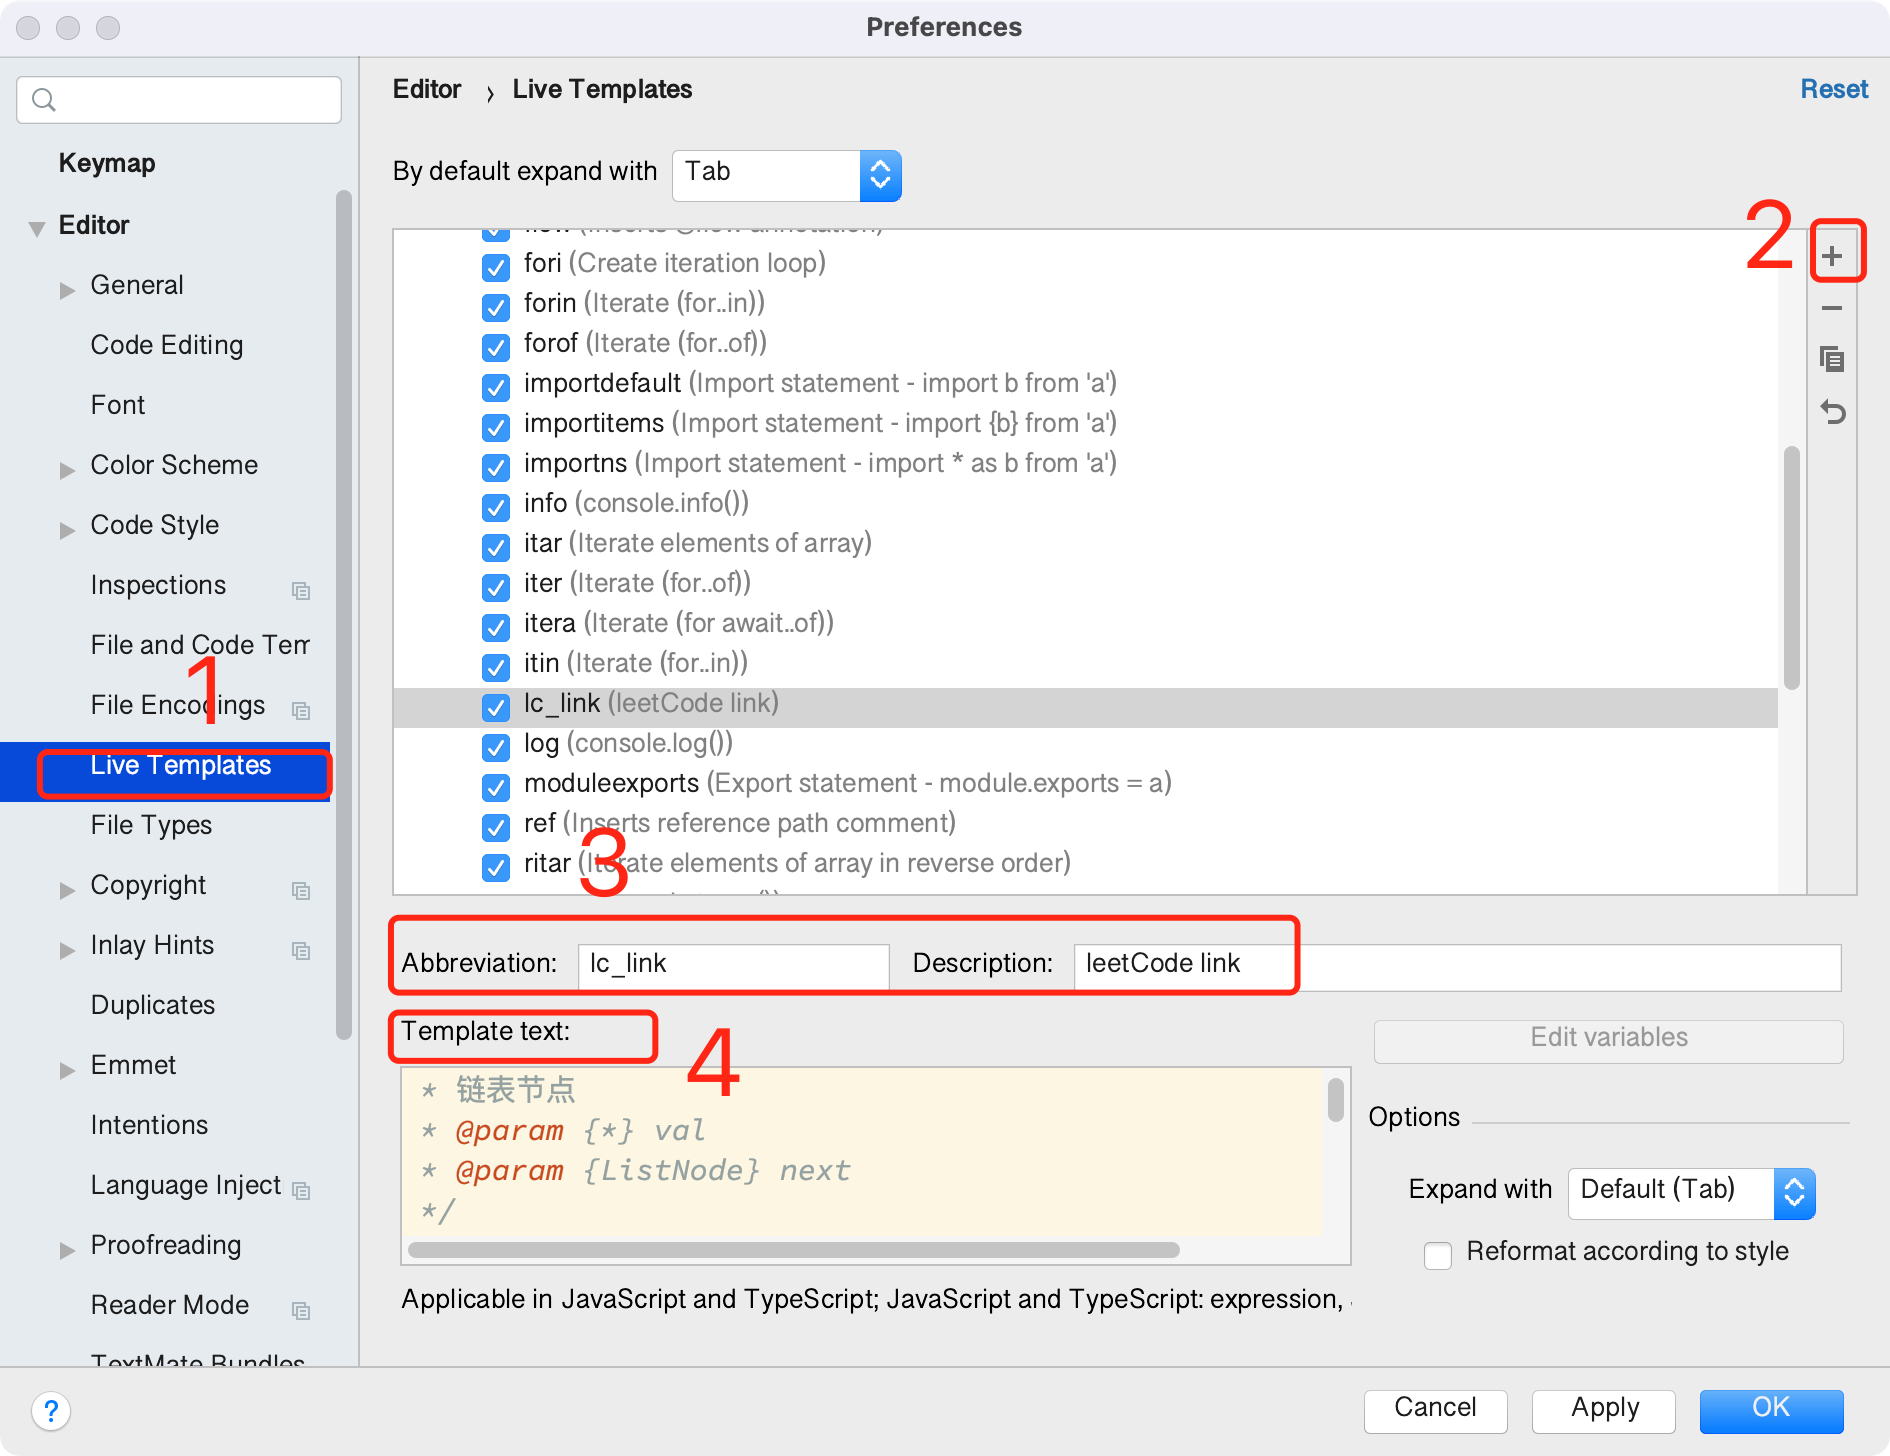 Preferences
Keymap
Editor
General
Code Editing
Font
Color Scheme
Code Style
Inspections
File and Code Tem
File Encodings
1
Live Templates
File Types
Copyright
Inlay Hints
Duplicates
Emmet
Intentions
Language Inject
Proofreading
Reader Mode
TextMate Bundles
Editor › Live Templates
Reset
By default expand with Tab
2
fori (Create iteration loop)
forin (Iterate (for..in))
forof (Iterate (for..of))
importdefault (Import statement - import b from 'a')
importitems (Import statement - import {b} from 'a')
importns (Import statement - import * as b from 'a')
info (console.info())
itar (Iterate elements of array)
iter (Iterate (for..of))
itera (Iterate (for await..of))
itin (Iterate (for..in))
lc_link (leetCode link)
log (console.log())
moduleexports (Export statement - module.exports = a)
ref (Inserts reference path comment)
ritar (Iterate elements of array in reverse order)
3
Abbreviation: lc_link Description: leetCode link
Template text:
4
Edit variables
* 链表节点
* @param {*} val
* @param {ListNode} next
*/
Options
Expand with Default (Tab)
Reformat according to style
Applicable in JavaScript and TypeScript; JavaScript and TypeScript: expression,
?
Cancel
Apply
OK